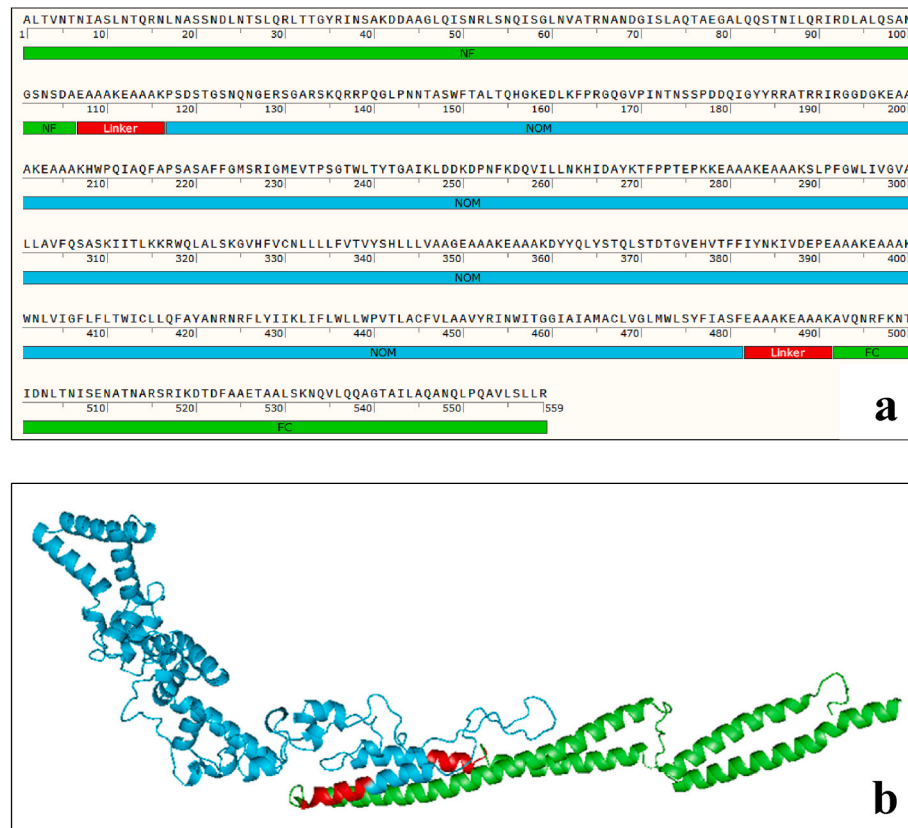 ALTVNTNIASLNTQRNLNASSNDLNTSLQRLTTGYRINSAKDDAAGLQISNRLSNQISGLNVATRNANDGISLAQTAEGALQQSTNILQRIRDLALQSAN
1 10 20 30 40 50 60 70 80 90 100
NF
GSNSDAEAAAKEAAAKPSDSTGSNQNGERSGARSKQRRPQGLPNNTASWFTALTQHGKEDLKFPRGQGVPINTNSSPDDQIGYYRRATRRIRGGDGKEAA
110 120 130 140 150 160 170 180 190 200
NF Linker NOM
AKEAAAKHWPQIAQFAPSASAFFGMSRIGMEVTPSGTWLTYTGAIKLDDKDPNFKDQVILLNKHIDAYKTFPPTEPKKEAAAKEAAAKSLPFGWLIVGVA
210 220 230 240 250 260 270 280 290 300
NOM
LLAVFQSASKIITLKKRWQLALSKGVHFVCNLLLLFVTVYSHLLLVAAGEAAAKEAAAKDYYQLYSTQLSTDTGVEHVTFFIYNKIVDEPEAAAKEAAAK
310 320 330 340 350 360 370 380 390 400
NOM
WNLVIGFLFLTWICLLQFAYANRNRFLYIIKLIFLWLLWPVTLACFVLAAVYRINWITGGIAIAMACLVGLMWLSYFIASFEAAAKEAAAKAVQNRFKNT
410 420 430 440 450 460 470 480 490 500
NOM Linker FC
IDNLTNISENATNARSRIKDTDFAAETAALSKNQVLQQAGTAILAQANQLPQAVLSLLR
510 520 530 540 550 559
FC
a
b